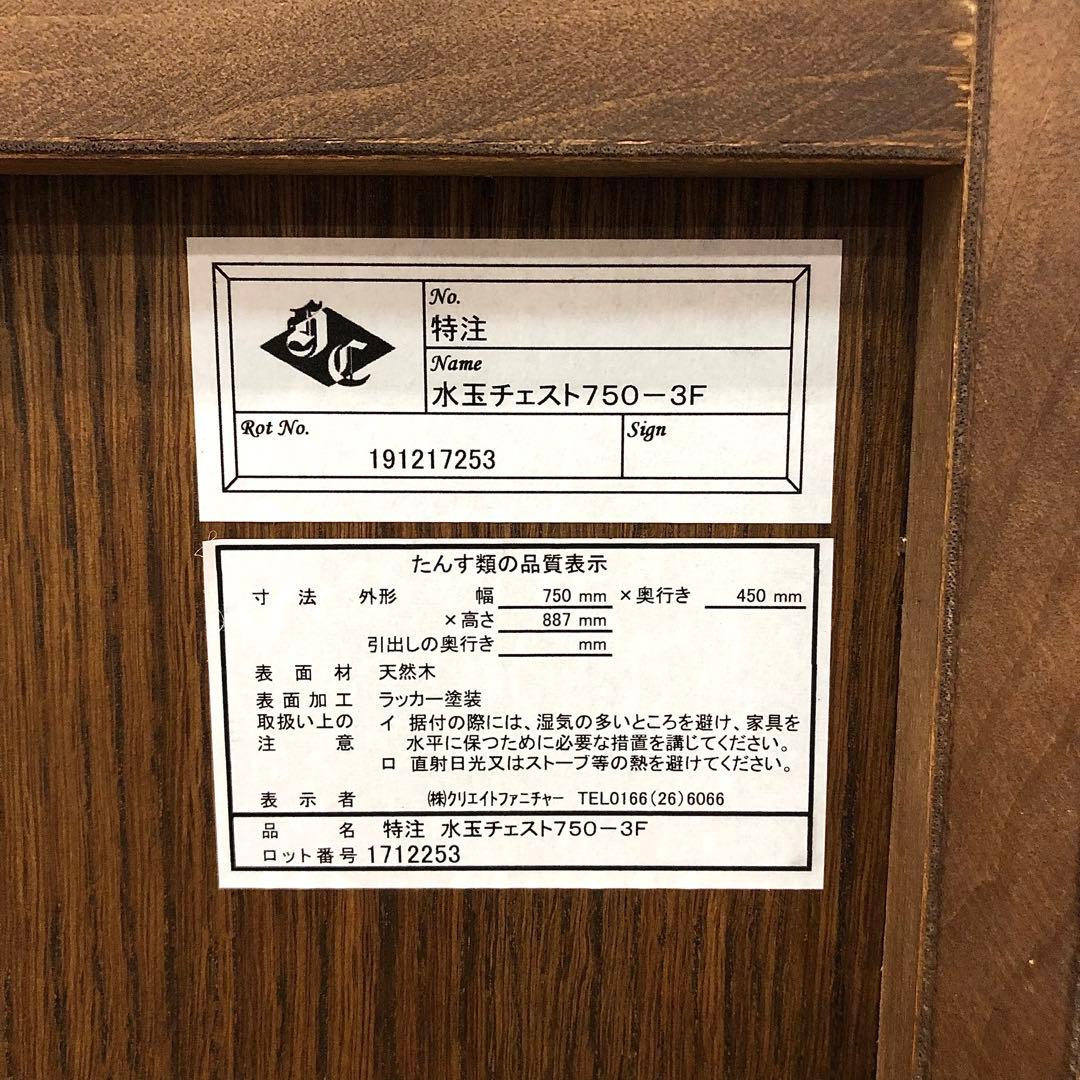 JC
No.
特注
Name
水玉チェスト750-3F
Rot No.
191217253
Sign
たんす類の品質表示
寸法 外形 幅 750 mm ×奥行き 450 mm
×高さ 887 mm
引出しの奥行き mm
表面材 天然木
表面加工 ラッカー塗装
取扱い上の イ 据付の際には、湿気の多いところを避け、家具を
注意 水平に保つために必要な措置を講じてください。
ロ 直射日光又はストーブ等の熱を避けてください。
表示者 ㈱クリエイトファニチャー TEL0166(26)6066
品名 特注 水玉チェスト750-3F
ロット番号 1712253